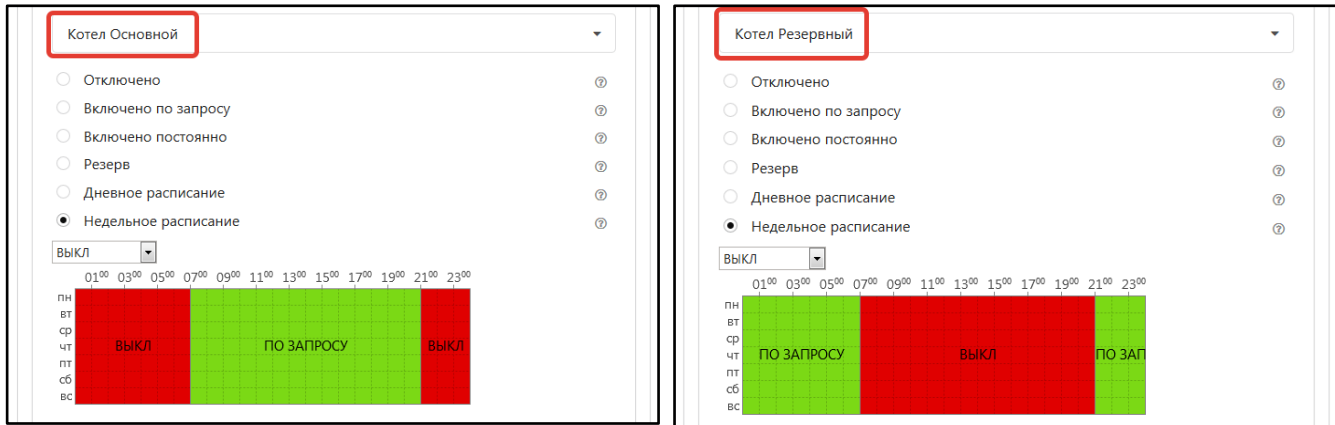 Котел Основной
Отключено
Включено по запросу
Включено постоянно
Резерв
Дневное расписание
Недельное расписание
ВЫКЛ
01⁰⁰ 03⁰⁰ 05⁰⁰ 07⁰⁰ 09⁰⁰ 11⁰⁰ 13⁰⁰ 15⁰⁰ 17⁰⁰ 19⁰⁰ 21⁰⁰ 23⁰⁰
пн
вт
ср
чт
пт
сб
вс
ВЫКЛ ПО ЗАПРОСУ ВЫКЛ
Котел Резервный
Отключено
Включено по запросу
Включено постоянно
Резерв
Дневное расписание
Недельное расписание
ВЫКЛ
01⁰⁰ 03⁰⁰ 05⁰⁰ 07⁰⁰ 09⁰⁰ 11⁰⁰ 13⁰⁰ 15⁰⁰ 17⁰⁰ 19⁰⁰ 21⁰⁰ 23⁰⁰
пн
вт
ср
чт
пт
сб
вс
ПО ЗАПРОСУ ВЫКЛ ПО ЗАП